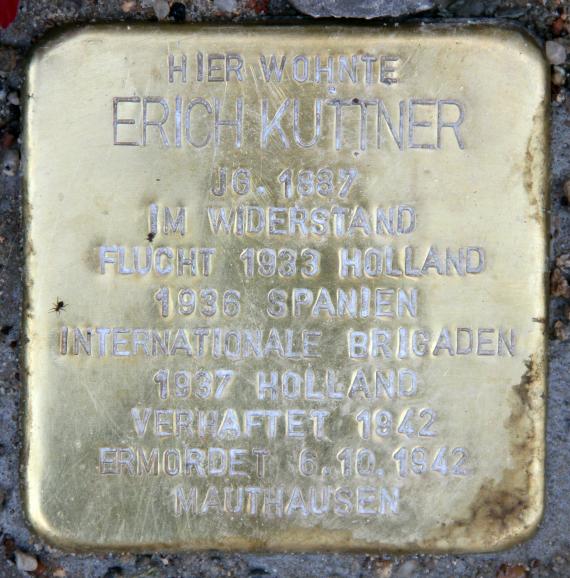 HIER WOHNTE
ERICH KUTTNER
JG. 1887
IM WIDERSTAND
FLUCHT 1933 HOLLAND
1936 SPANIEN
INTERNATIONALE BRIGADEN
1937 HOLLAND
VERHAFTET 1942
ERMORDET 6.10.1942
MAUTHAUSEN